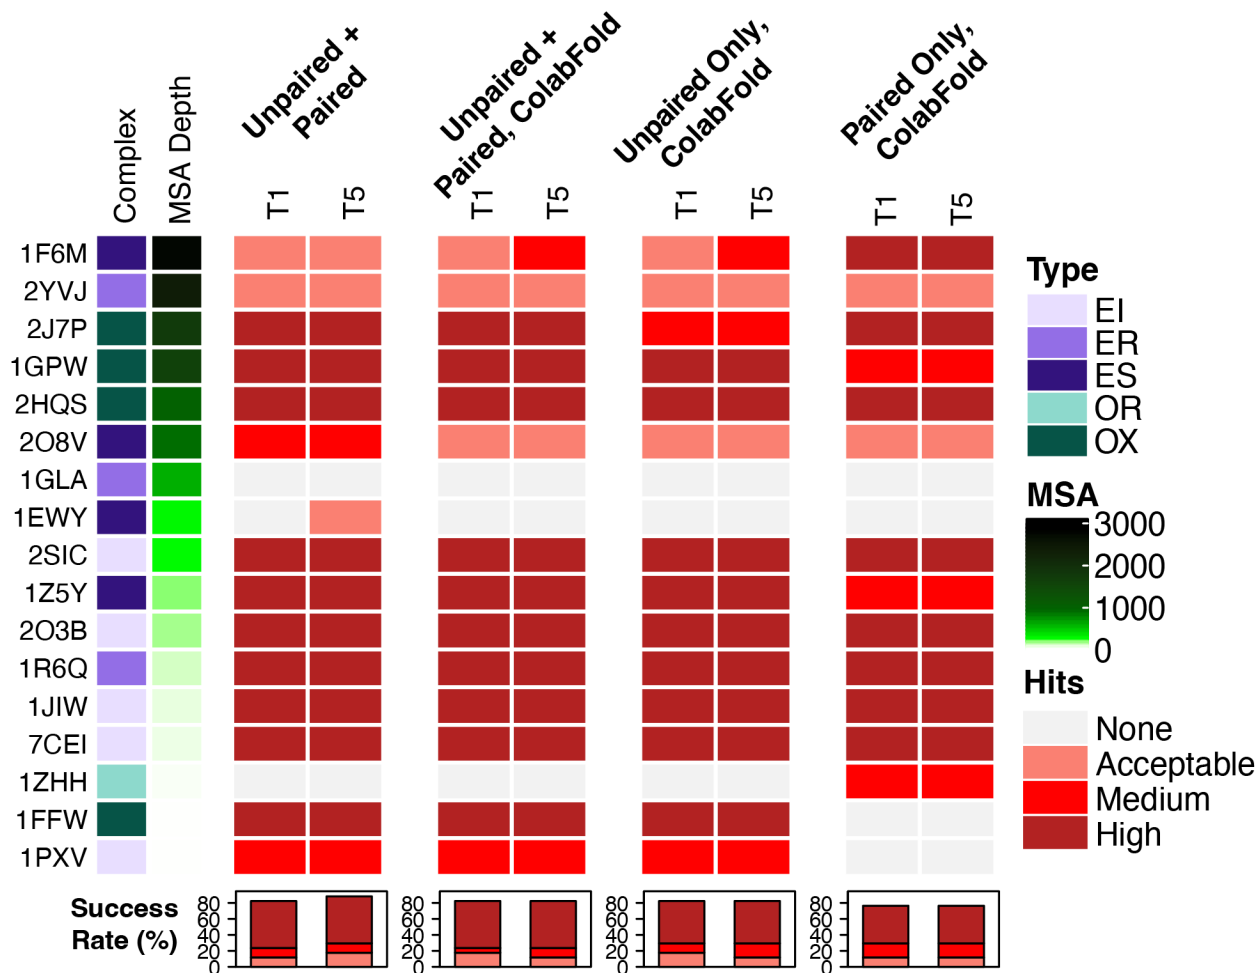 Unpaired +
Paired
Unpaired +
Paired, ColabFold
Unpaired Only,
ColabFold
Paired Only,
ColabFold
Complex
MSA Depth
T1
T5
T1
T5
T1
T5
T1
T5
1F6M
2YVJ
2J7P
1GPW
2HQS
2O8V
1GLA
1EWY
2SIC
1Z5Y
2O3B
1R6Q
1JIW
7CEI
1ZHH
1FFW
1PXV
Type
EI
ER
ES
OR
OX
MSA
3000
2000
1000
0
Hits
None
Acceptable
Medium
High
Success
Rate (%)
80
60
40
20
0
80
60
40
20
0
80
60
40
20
0
80
60
40
20
0